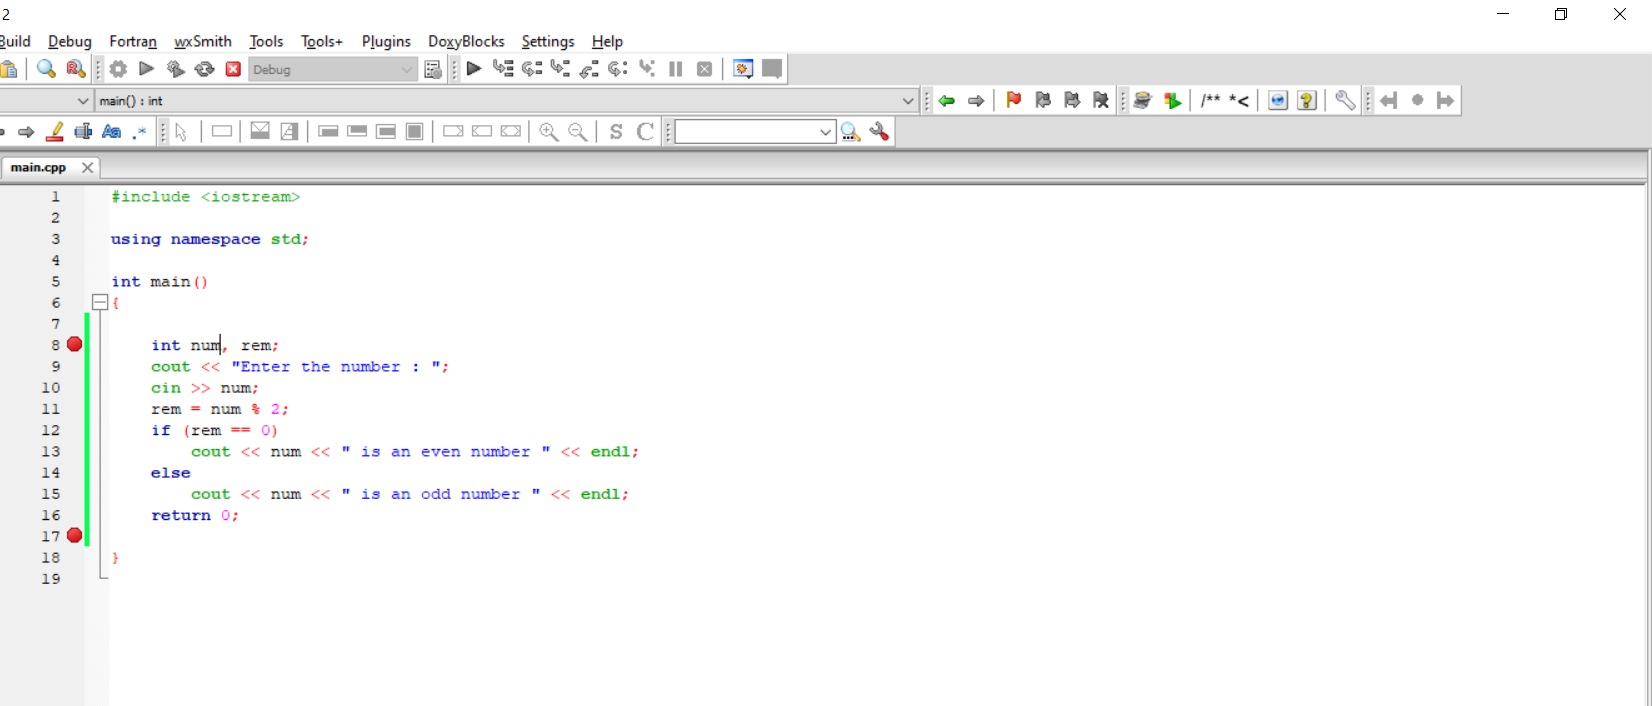 2
Build Debug Fortran wxSmith Tools Tools+ Plugins DoxyBlocks Settings Help
Debug
main() : int
/** *<
Aa .* S C
main.cpp
1 #include <iostream>
2
3 using namespace std;
4
5 int main()
6 {
7
8 int num, rem;
9 cout << "Enter the number : ";
10 cin >> num;
11 rem = num % 2;
12 if (rem == 0)
13 cout << num << " is an even number " << endl;
14 else
15 cout << num << " is an odd number " << endl;
16 return 0;
17
18 }
19